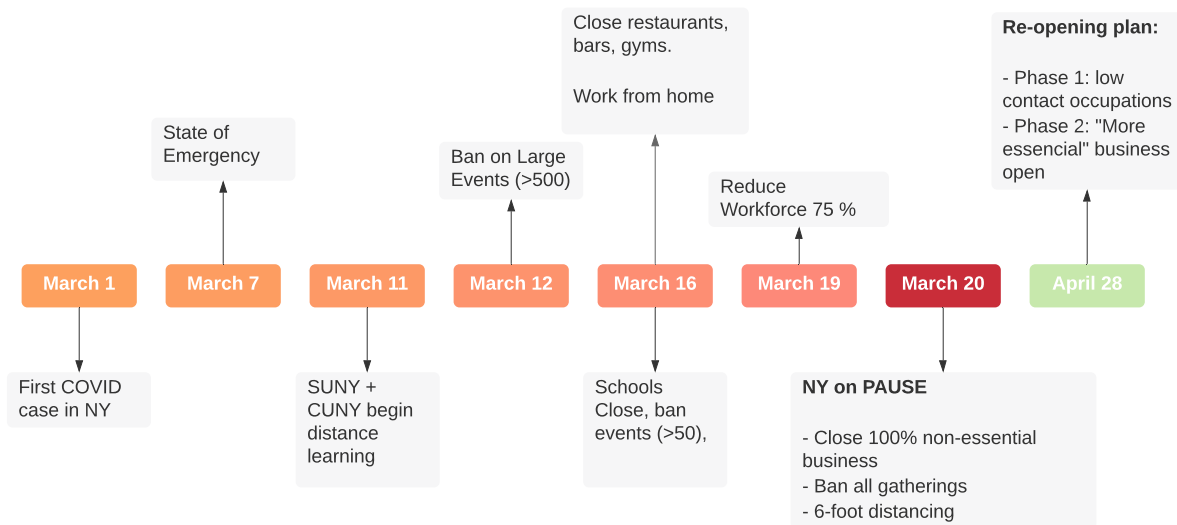 Close restaurants,
bars, gyms.
Work from home
Re-opening plan:
- Phase 1: low
contact occupations
- Phase 2: "More
essencial" business
open
State of
Emergency
Ban on Large
Events (>500)
Reduce
Workforce 75 %
March 1
March 7
March 11
March 12
March 16
March 19
March 20
April 28
First COVID
case in NY
SUNY +
CUNY begin
distance
learning
Schools
Close, ban
events (>50),
NY on PAUSE
- Close 100% non-essential
business
- Ban all gatherings
- 6-foot distancing